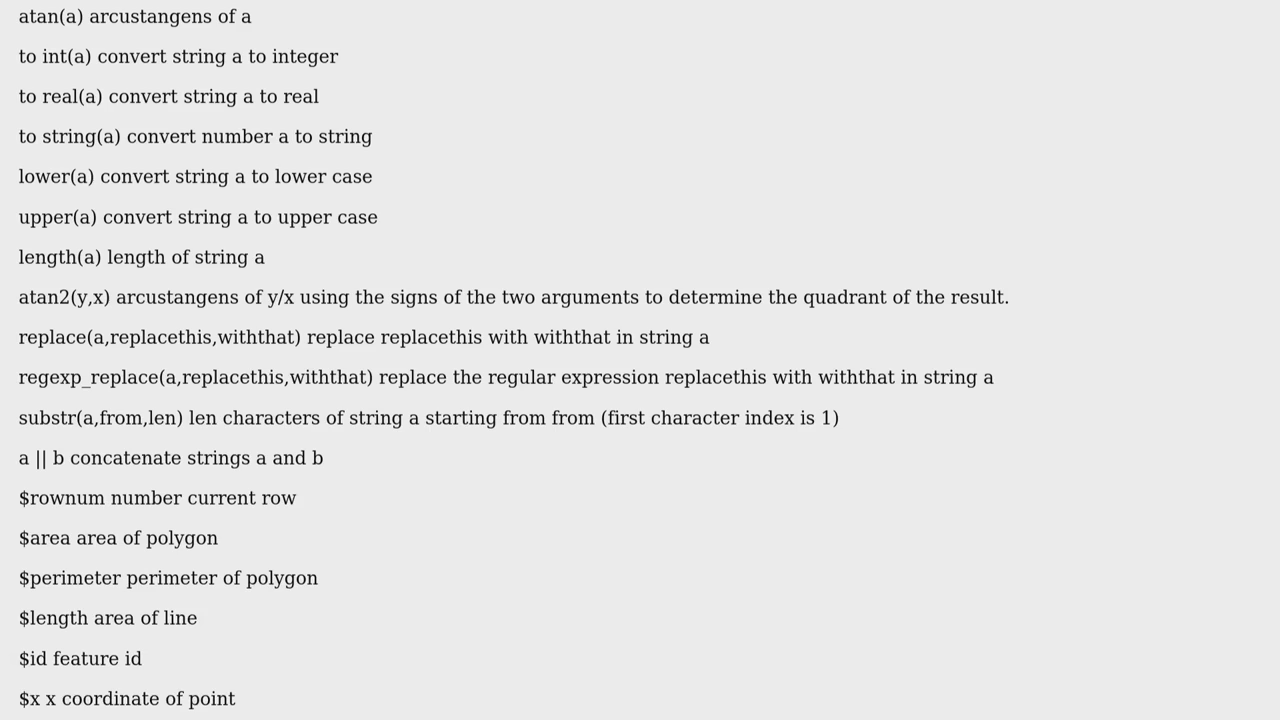 atan(a) arcustangens of a
to int(a) convert string a to integer
to real(a) convert string a to real
to string(a) convert number a to string
lower(a) convert string a to lower case
upper(a) convert string a to upper case
length(a) length of string a
atan2(y,x) arcustangens of y/x using the signs of the two arguments to determine the quadrant of the result.
replace(a,replacethis,withthat) replace replacethis with withthat in string a
regexp_replace(a,replacethis,withthat) replace the regular expression replacethis with withthat in string a
substr(a,from,len) len characters of string a starting from from (first character index is 1)
a || b concatenate strings a and b
$rownum number current row
$area area of polygon
$perimeter perimeter of polygon
$length area of line
$id feature id
$x x coordinate of point